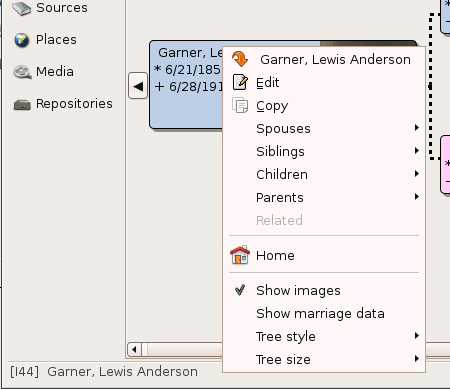 Sources
Places
Media
Repositories
Garner, Le
* 6/21/185
+ 6/28/191
Garner, Lewis Anderson
Edit
Copy
Spouses
Siblings
Children
Parents
Related
Home
Show images
Show marriage data
Tree style
Tree size
[I44] Garner, Lewis Anderson